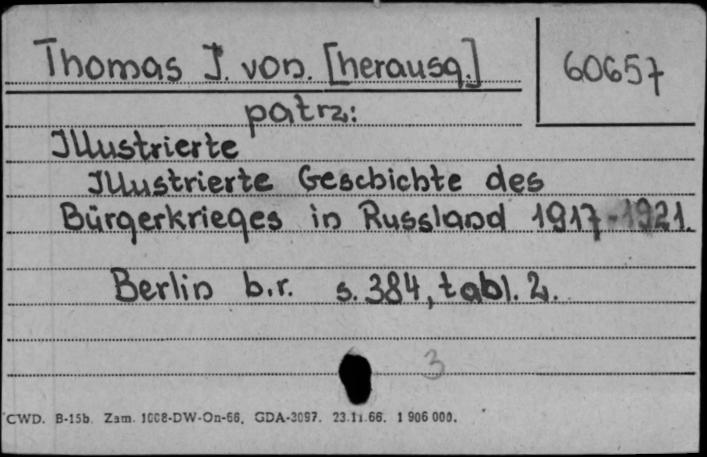 Thomas J. von. [herausg.]
60657
patrz:
Illustrierte
Illustrierte Geschichte des
Bürgerkrieges in Russland 1917-1921.
Berlin b.r. s. 384, tabl. 2.
3
CWD. B-15b. Zam. 1008-DW-On-66. GDA-3097. 23.11.66. 1 906 000.